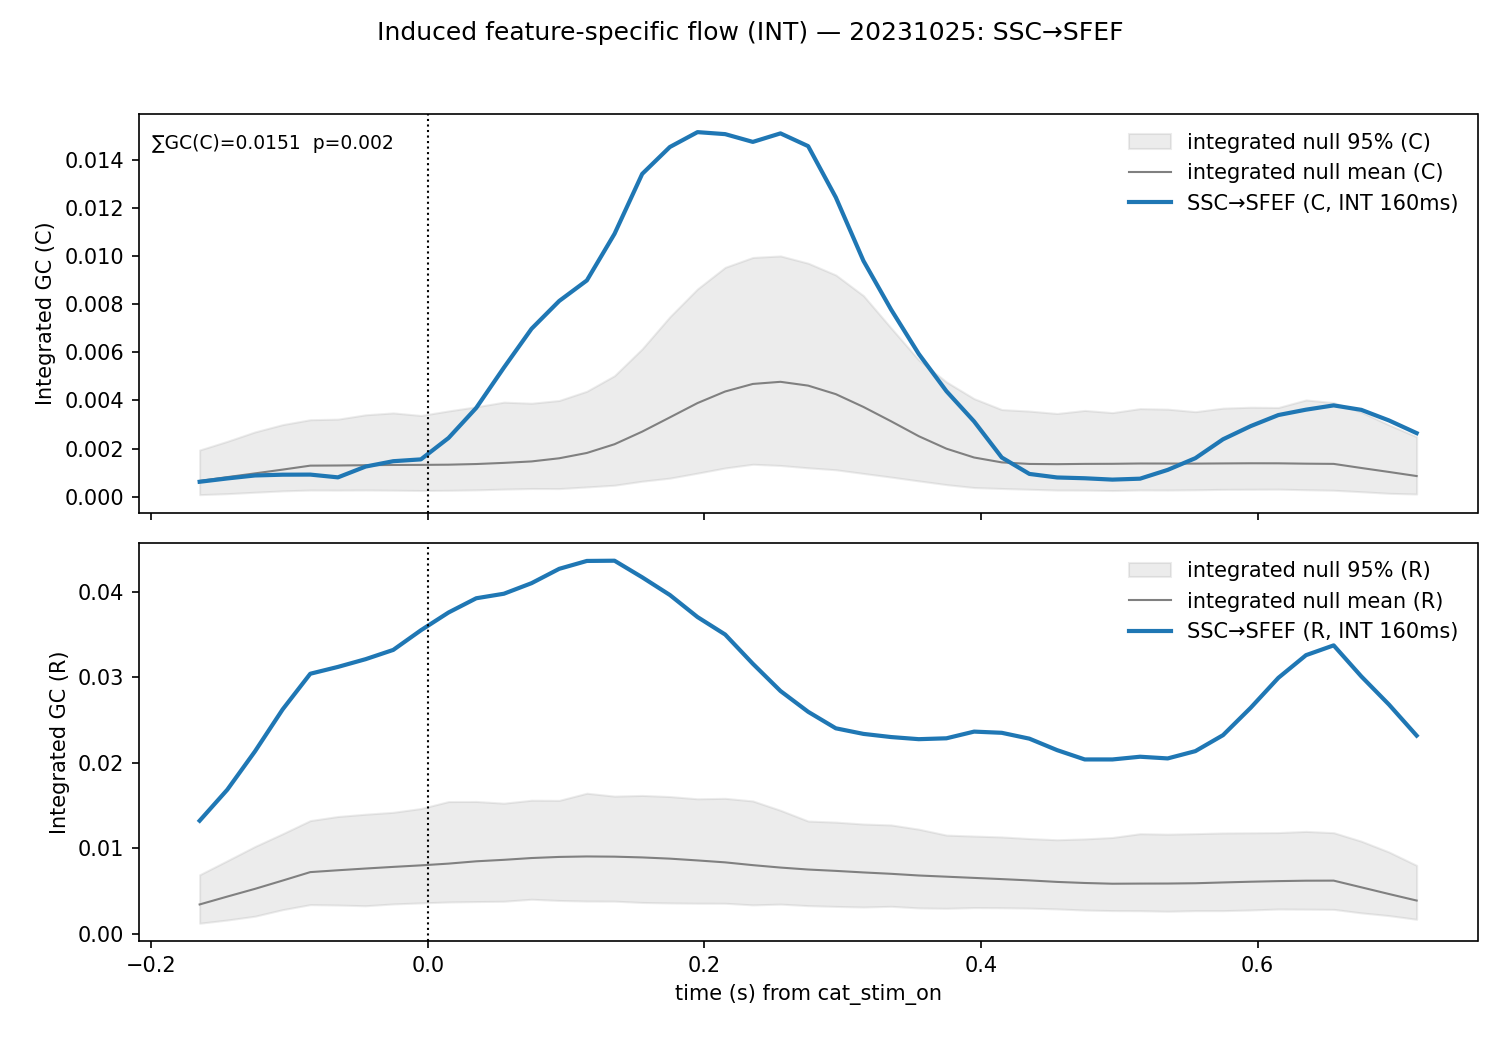 Induced feature-specific flow (INT) — 20231025: SSC→SFEF
∑GC(C)=0.0151  p=0.002
integrated null 95% (C)
integrated null mean (C)
SSC→SFEF (C, INT 160ms)
Integrated GC (C)
0.014
0.012
0.010
0.008
0.006
0.004
0.002
0.000
integrated null 95% (R)
integrated null mean (R)
SSC→SFEF (R, INT 160ms)
Integrated GC (R)
0.04
0.03
0.02
0.01
0.00
−0.2 0.0 0.2 0.4 0.6
time (s) from cat_stim_on